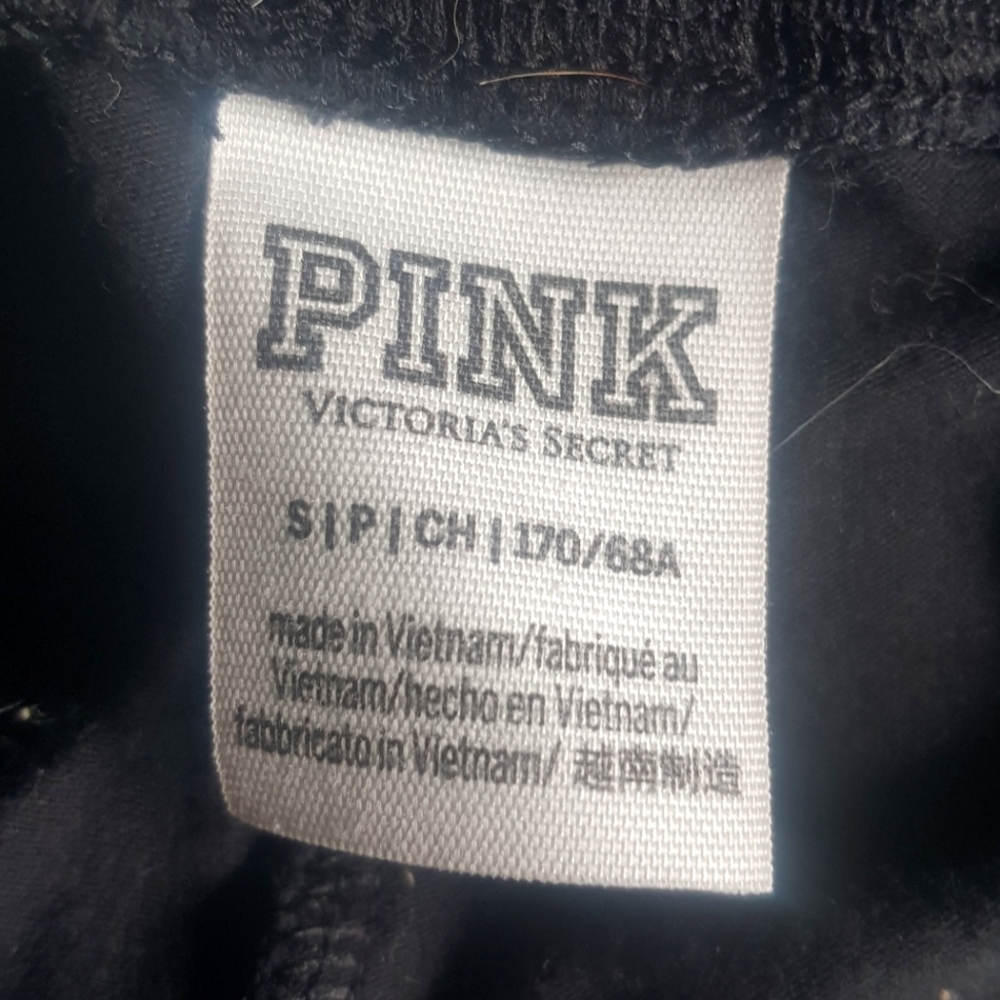 PINK
VICTORIA'S SECRET
S|P|CH|170/68A
made in Vietnam/fabriqué au
Vietnam/hecho en Vietnam/
fabbricato in Vietnam/ 越南制造